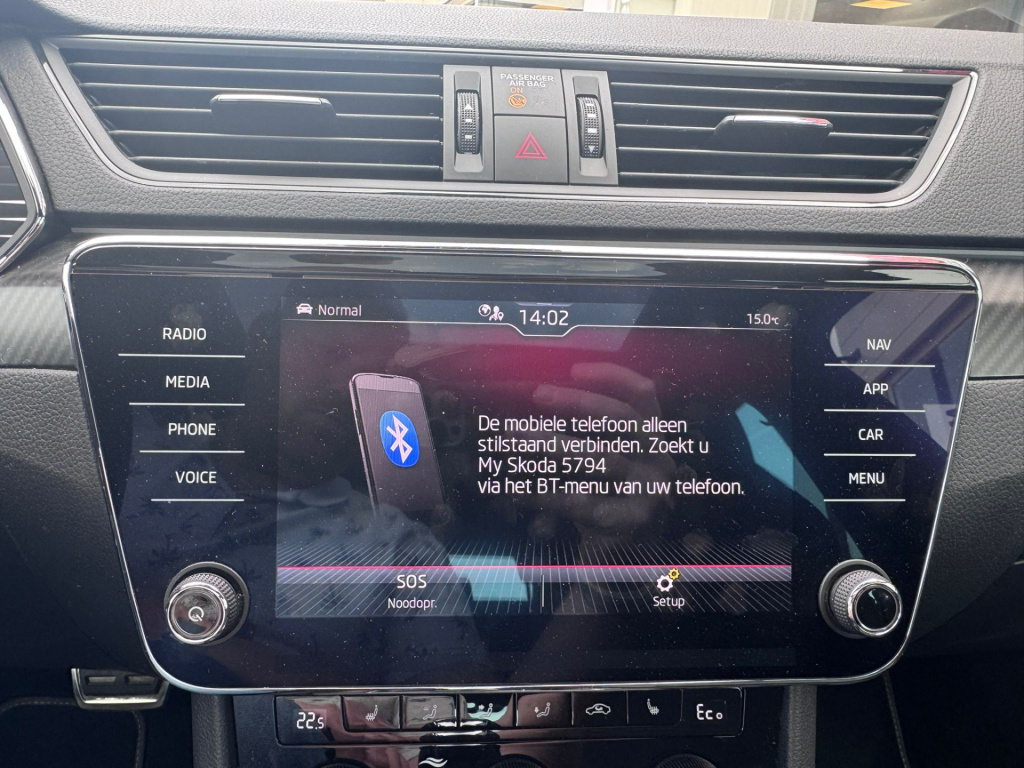 PASSENGER
AIR BAG
ON
Normal
14:02
15.0°C
RADIO
MEDIA
PHONE
VOICE
NAV
APP
CAR
MENU
De mobiele telefoon alleen
stilstaand verbinden. Zoekt u
My Skoda 5794
via het BT-menu van uw telefoon.
SOS
Noodopr.
Setup
22.5
Eco